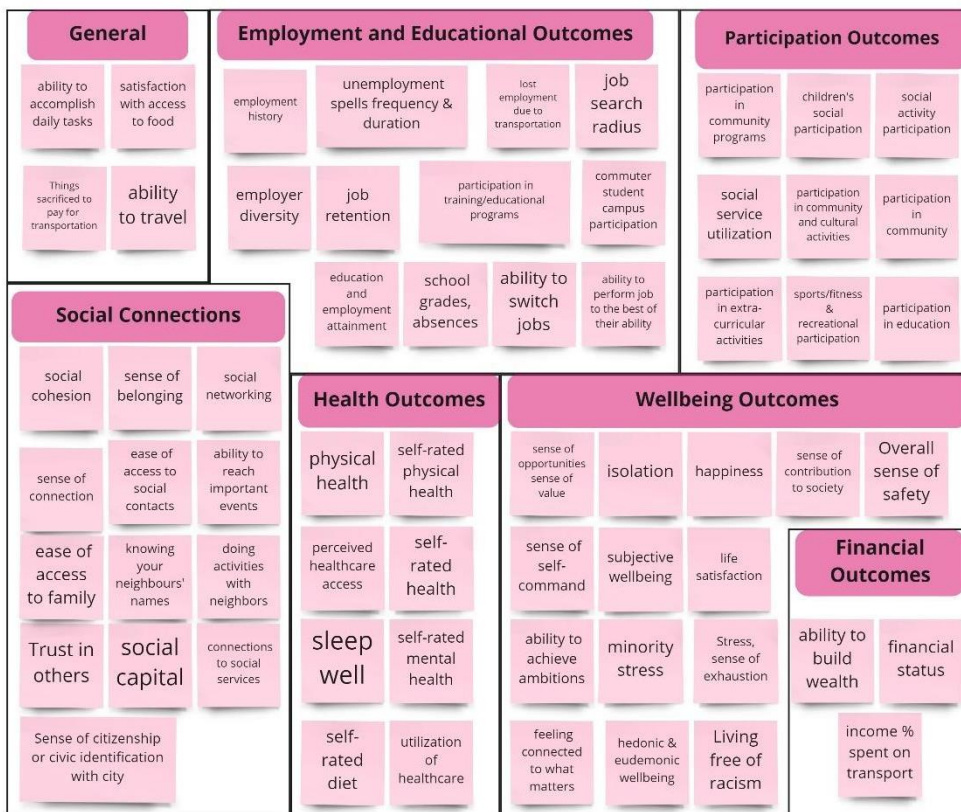 General
ability to
accomplish
daily tasks
satisfaction
with access
to food
Things
sacrificed to
pay for
transportation
ability
to travel
Employment and Educational Outcomes
employment
history
unemployment
spells frequency &
duration
lost
employment
due to
transportation
job
search
radius
employer
diversity
job
retention
participation in
training/educational
programs
commuter
student
campus
participation
education
and
employment
attainment
school
grades,
absences
ability to
switch
jobs
ability to
perform job
to the best of
their ability
Participation Outcomes
participation
in
community
programs
children's
social
participation
social
activity
participation
social
service
utilization
participation
in community
and cultural
activities
participation
in
community
participation
in extra-
curricular
activities
sports/fitness
&
recreational
participation
participation
in education
Social Connections
social
cohesion
sense of
belonging
social
networking
sense of
connection
ease of
access to
social
contacts
ability to
reach
important
events
ease of
access
to family
knowing
your
neighbours'
names
doing
activities
with
neighbors
Trust in
others
social
capital
connections
to social
services
Sense of citizenship
or civic identification
with city
Health Outcomes
physical
health
self-rated
physical
health
perceived
healthcare
access
self-
rated
health
sleep
well
self-rated
mental
health
self-
rated
diet
utilization
of
healthcare
Wellbeing Outcomes
sense of
opportunities
sense of
value
isolation
happiness
sense of
contribution
to society
Overall
sense of
safety
sense of
self-
command
subjective
wellbeing
life
satisfaction
ability to
achieve
ambitions
minority
stress
Stress,
sense of
exhaustion
feeling
connected
to what
matters
hedonic &
eudemonic
wellbeing
Living
free of
racism
Financial
Outcomes
ability to
build
wealth
financial
status
income %
spent on
transport